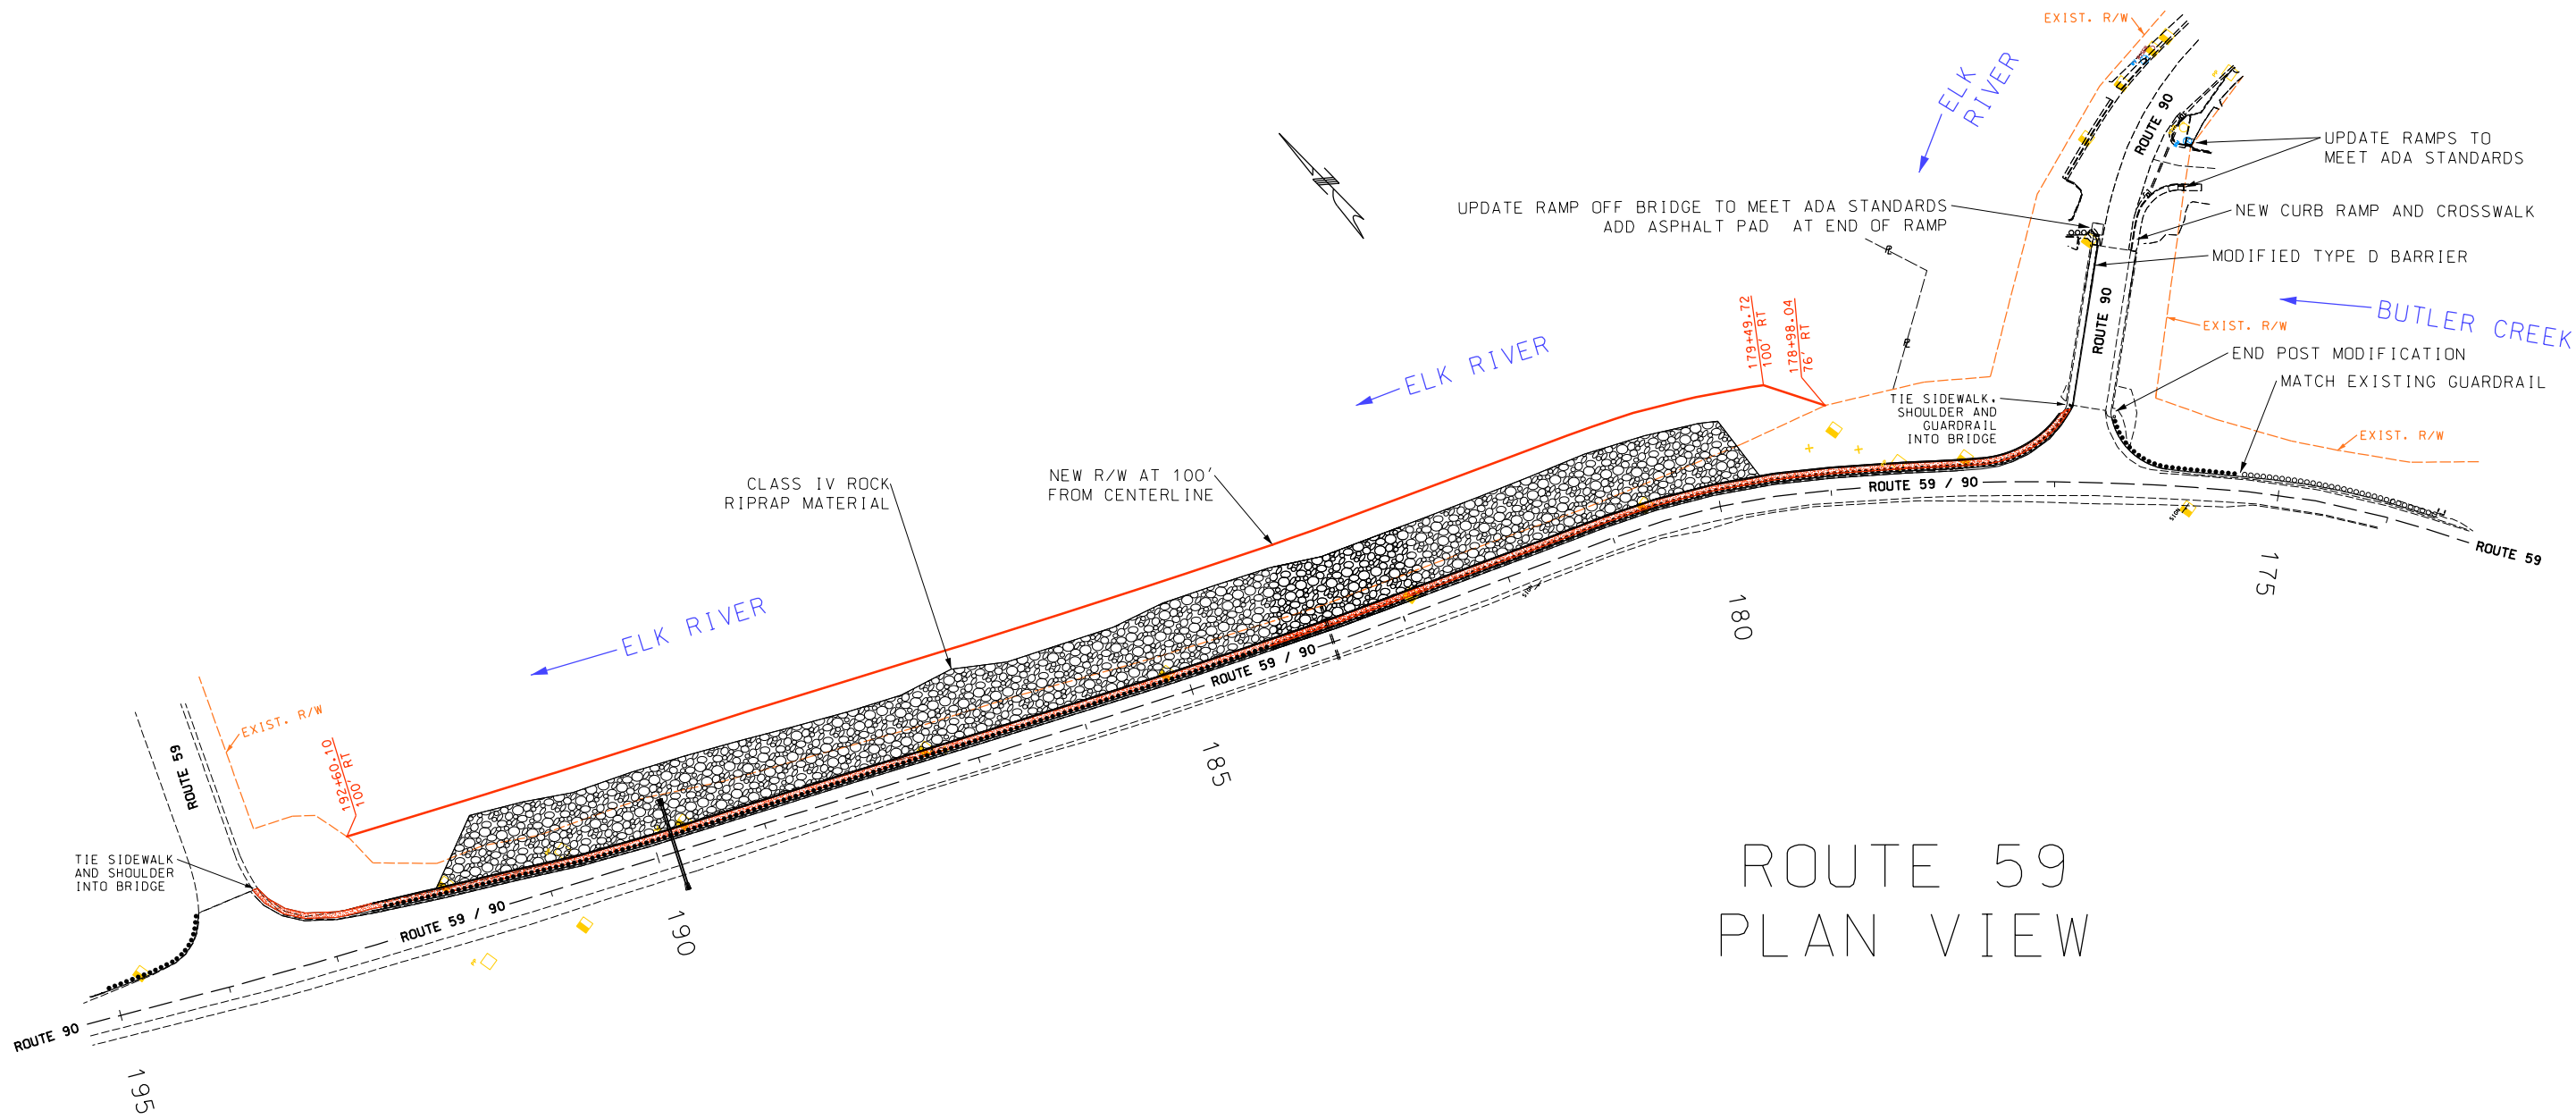 EXIST. R/W
ELK
RIVER
ROUTE 90
UPDATE RAMPS TO
MEET ADA STANDARDS
UPDATE RAMP OFF BRIDGE TO MEET ADA STANDARDS
ADD ASPHALT PAD AT END OF RAMP
NEW CURB RAMP AND CROSSWALK
MODIFIED TYPE D BARRIER
ROUTE 90
BUTLER CREEK
EXIST. R/W
END POST MODIFICATION
MATCH EXISTING GUARDRAIL
179+49.72
100' RT
178+98.04
76' RT
PL
PL
ELK RIVER
TIE SIDEWALK,
SHOULDER AND
GUARDRAIL
INTO BRIDGE
EXIST. R/W
NEW R/W AT 100'
FROM CENTERLINE
CLASS IV ROCK
RIPRAP MATERIAL
ROUTE 59 / 90
SIGN
ROUTE 59
175
180
SIGN
ELK RIVER
ROUTE 59 / 90
185
EXIST. R/W
ROUTE 59
192+60.10
100' RT
TIE SIDEWALK
AND SHOULDER
INTO BRIDGE
ROUTE 59 / 90
190
ROUTE 90
195
ROUTE 59
PLAN VIEW